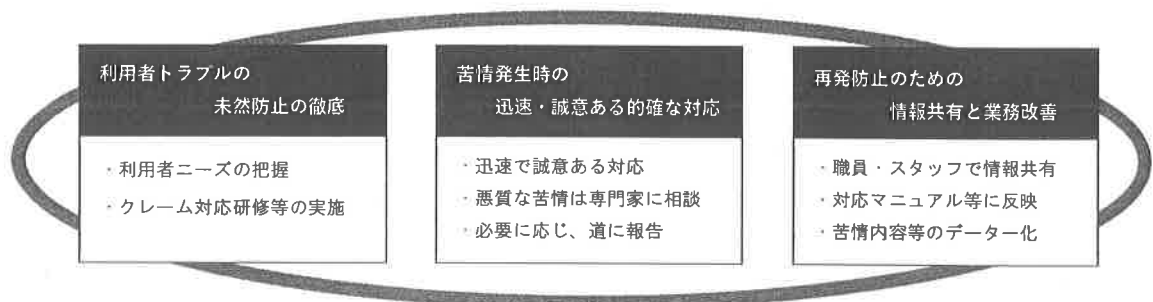 利用者トラブルの
未然防止の徹底
・利用者ニーズの把握
・クレーム対応研修等の実施
苦情発生時の
迅速・誠意ある的確な対応
・迅速で誠意ある対応
・悪質な苦情は専門家に相談
・必要に応じ、道に報告
再発防止のための
情報共有と業務改善
・職員・スタッフで情報共有
・対応マニュアル等に反映
・苦情内容等のデーター化